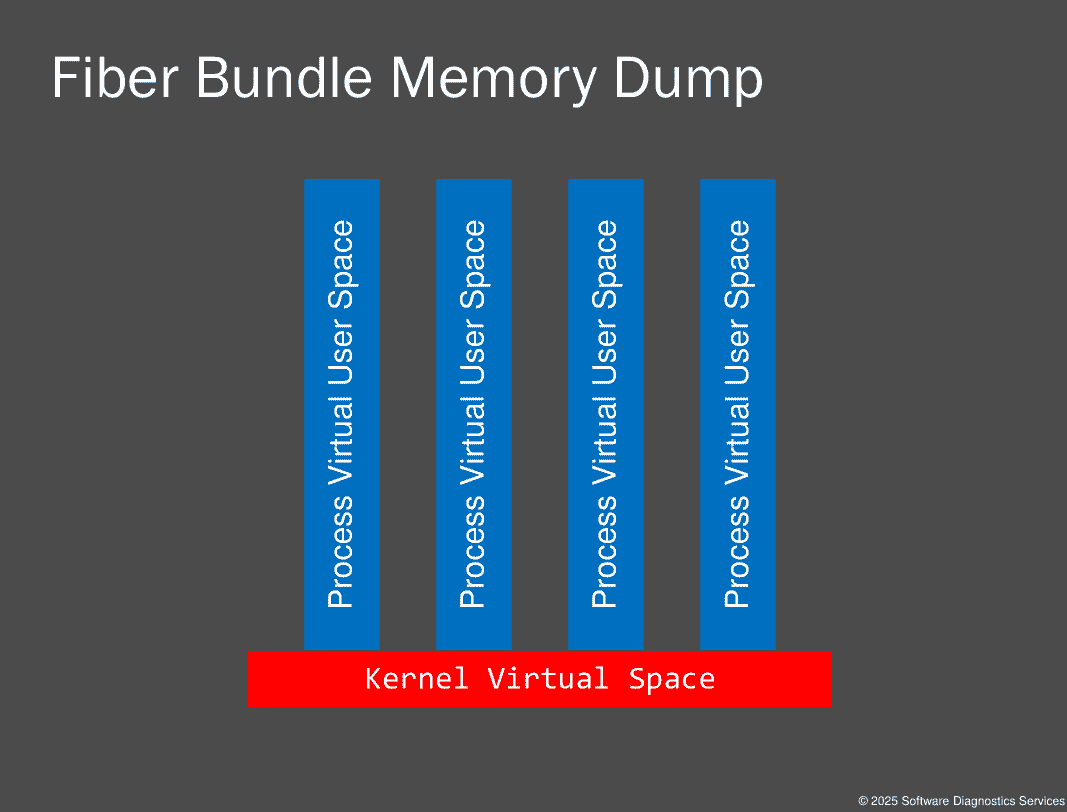 Fiber Bundle Memory Dump
Process Virtual User Space
Process Virtual User Space
Process Virtual User Space
Process Virtual User Space
Kernel Virtual Space
© 2025 Software Diagnostics Services